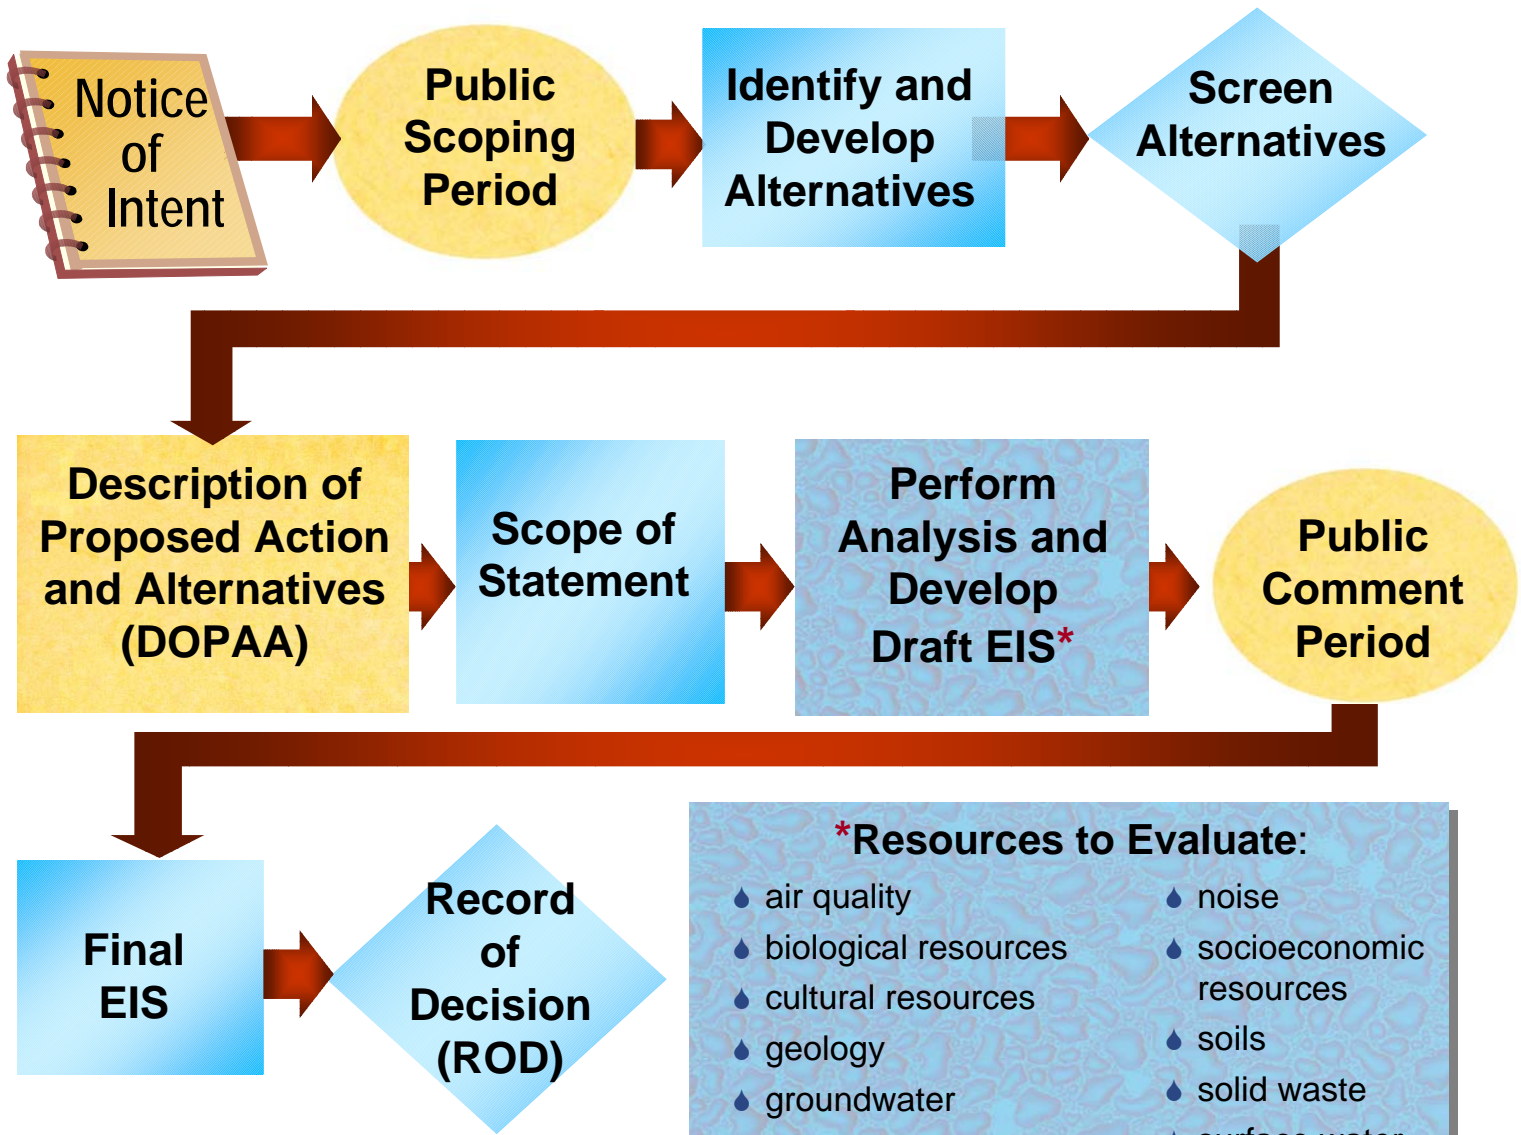 Notice
of
Intent
Public
Scoping
Period
Identify and
Develop
Alternatives
Screen
Alternatives
Description of
Proposed Action
and Alternatives
(DOPAA)
Scope of
Statement
Perform
Analysis and
Develop
Draft EIS*
Public
Comment
Period
Final
EIS
Record
of
Decision
(ROD)
*Resources to Evaluate:
air quality
biological resources
cultural resources
geology
groundwater
noise
socioeconomic
resources
soils
solid waste
surface water